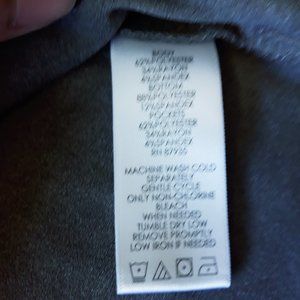 BODY
62%POLYESTER
34%RAYON
4%SPANDEX
BOTTOM
88%POLYESTER
12%SPANDEX
POCKETS
62%POLYESTER
34%RAYON
4%SPANDEX
RN 87935
MACHINE WASH COLD
SEPARATELY
GENTLE CYCLE
ONLY NON-CHLORINE
BLEACH
WHEN NEEDED
TUMBLE DRY LOW
REMOVE PROMPTLY
LOW IRON IF NEEDED